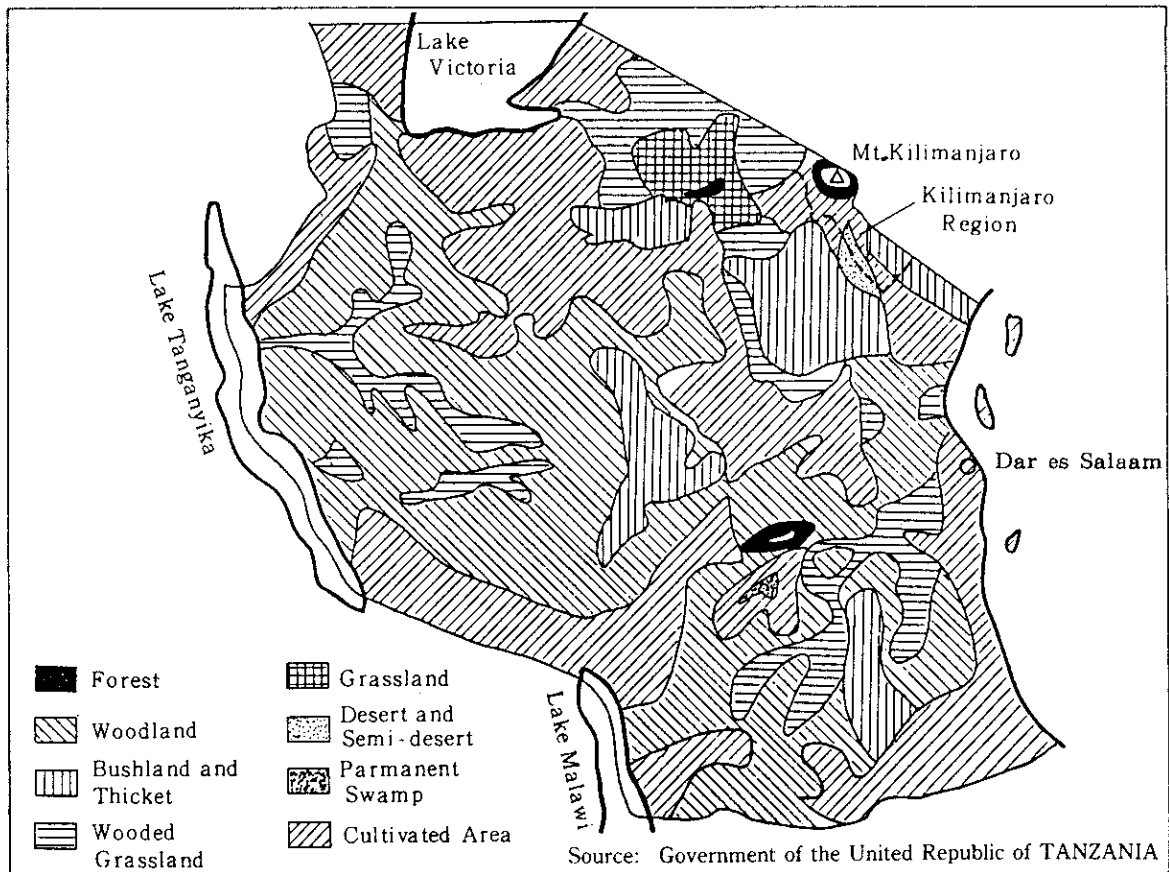 Lake
Victoria
Mt.Kilimanjaro
Kilimanjaro
Region
Lake Tanganyika
Dar es Salaam
Lake Malawi
Forest
Woodland
Bushland and
Thicket
Wooded
Grassland
Grassland
Desert and
Semi-desert
Parmanent
Swamp
Cultivated Area
Source: Government of the United Republic of TANZANIA